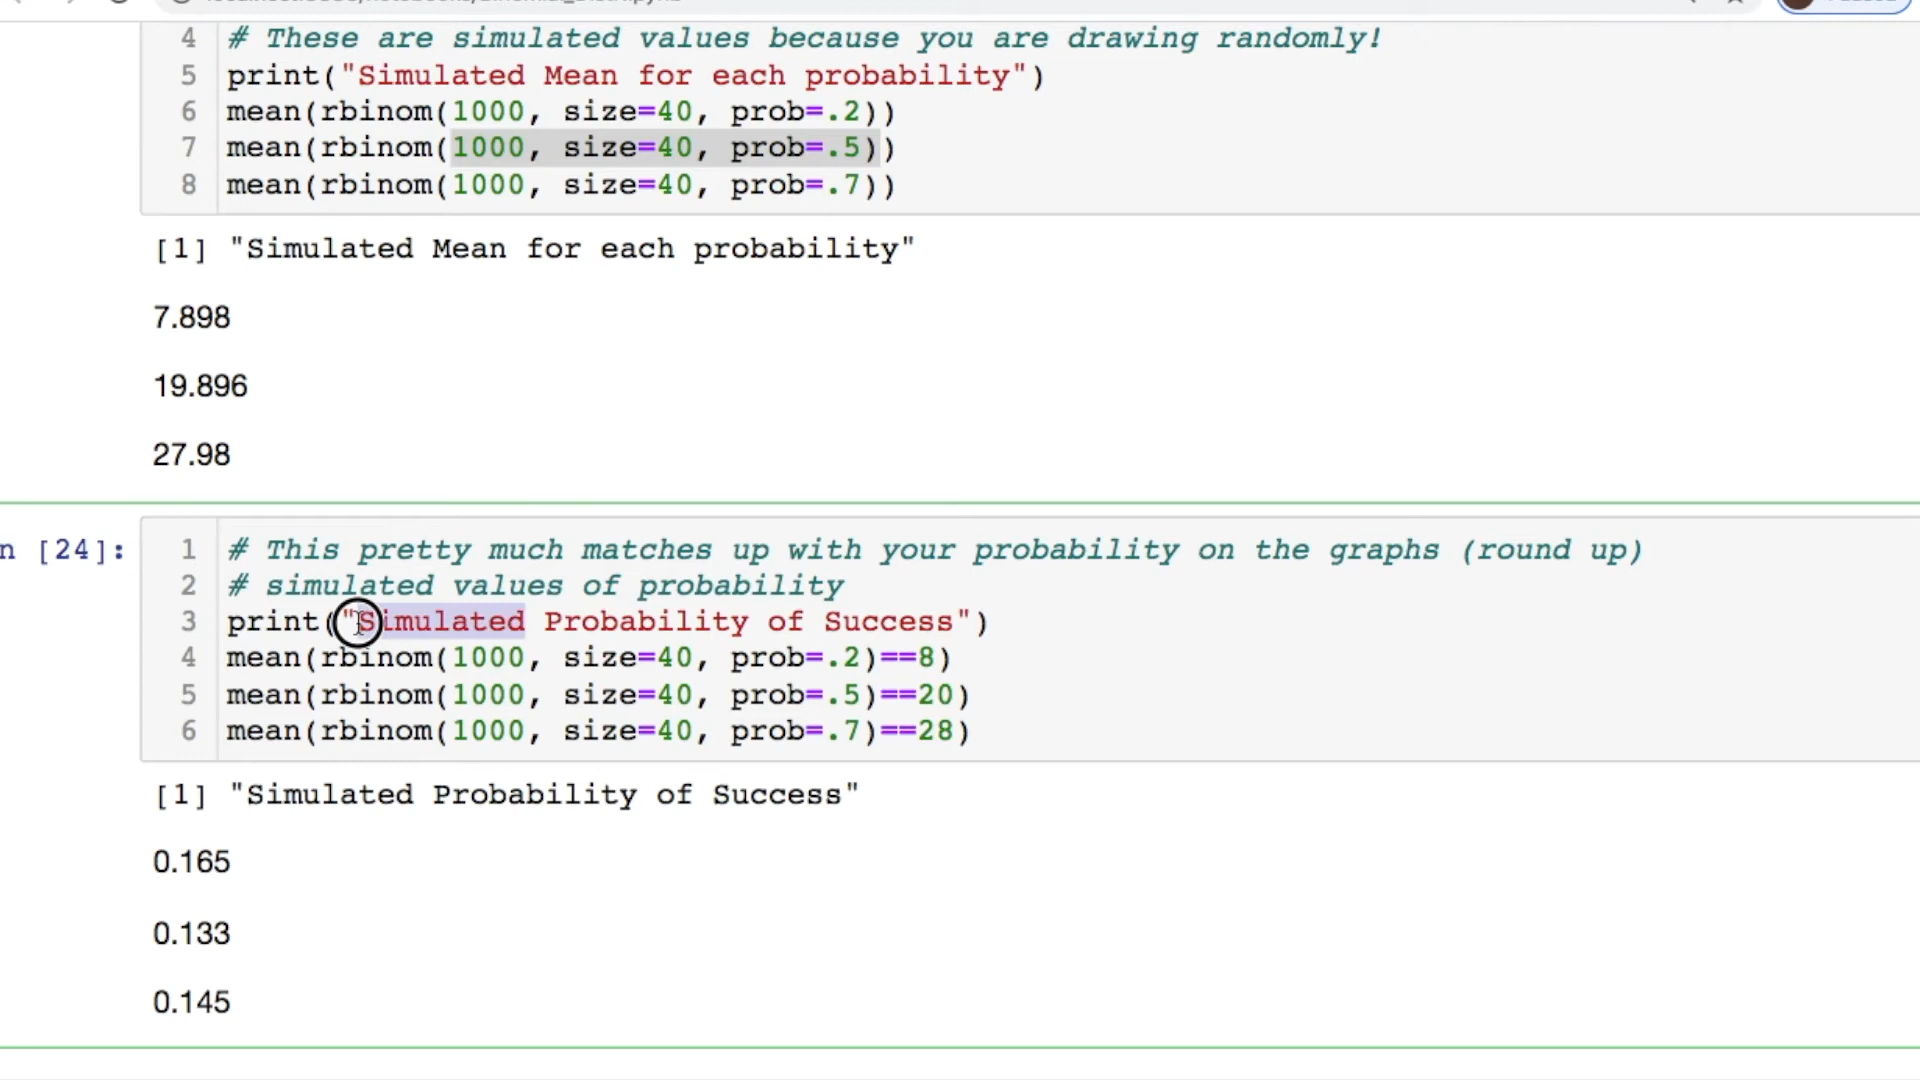 4 # These are simulated values because you are drawing randomly!
5 print("Simulated Mean for each probability")
6 mean(rbinom(1000, size=40, prob=.2))
7 mean(rbinom(1000, size=40, prob=.5))
8 mean(rbinom(1000, size=40, prob=.7))
[1] "Simulated Mean for each probability"
7.898
19.896
27.98
n [24]:
1 # This pretty much matches up with your probability on the graphs (round up)
2 # simulated values of probability
3 print("Simulated Probability of Success")
4 mean(rbinom(1000, size=40, prob=.2)==8)
5 mean(rbinom(1000, size=40, prob=.5)==20)
6 mean(rbinom(1000, size=40, prob=.7)==28)
[1] "Simulated Probability of Success"
0.165
0.133
0.145